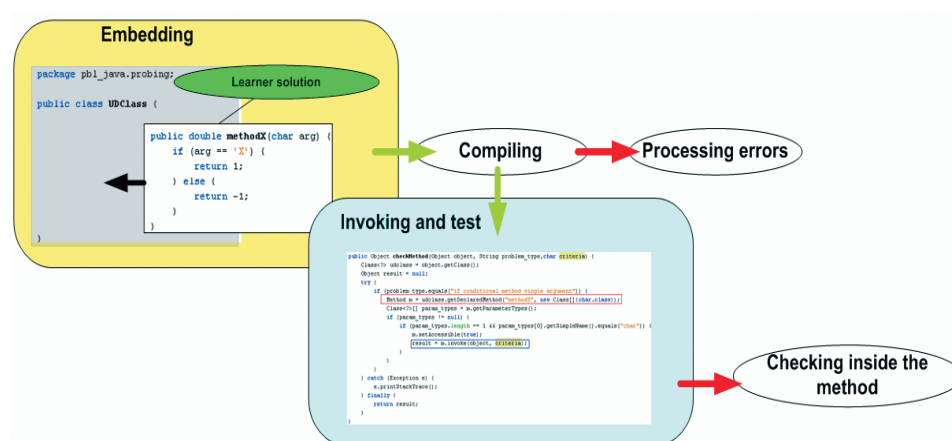 Embedding
package pbl_java.probing;
Learner solution
public class UDClass {
public double methodX(char arg) {
if (arg == 'X') {
return 1;
} else {
return -1;
}
}
}
Compiling
Processing errors
Invoking and test
public Object checkMethod(Object object, String problem_type,char criteria) {
Class<?> udclass = object.getClass();
Object result = null;
try {
if (problem_type.equals("if conditional method single argument")) {
Method m = udclass.getDeclaredMethod("methodX", new Class[]{char.class});
Class<?>[] param_types = m.getParameterTypes();
if (param_types != null) {
if (param_types.length == 1 && param_types[0].getSimpleName().equals("char")) {
m.setAccessible(true);
result = m.invoke(object, criteria);
}
}
}
} catch (Exception e) {
e.printStackTrace();
} finally {
return result;
}
}
Checking inside the
method